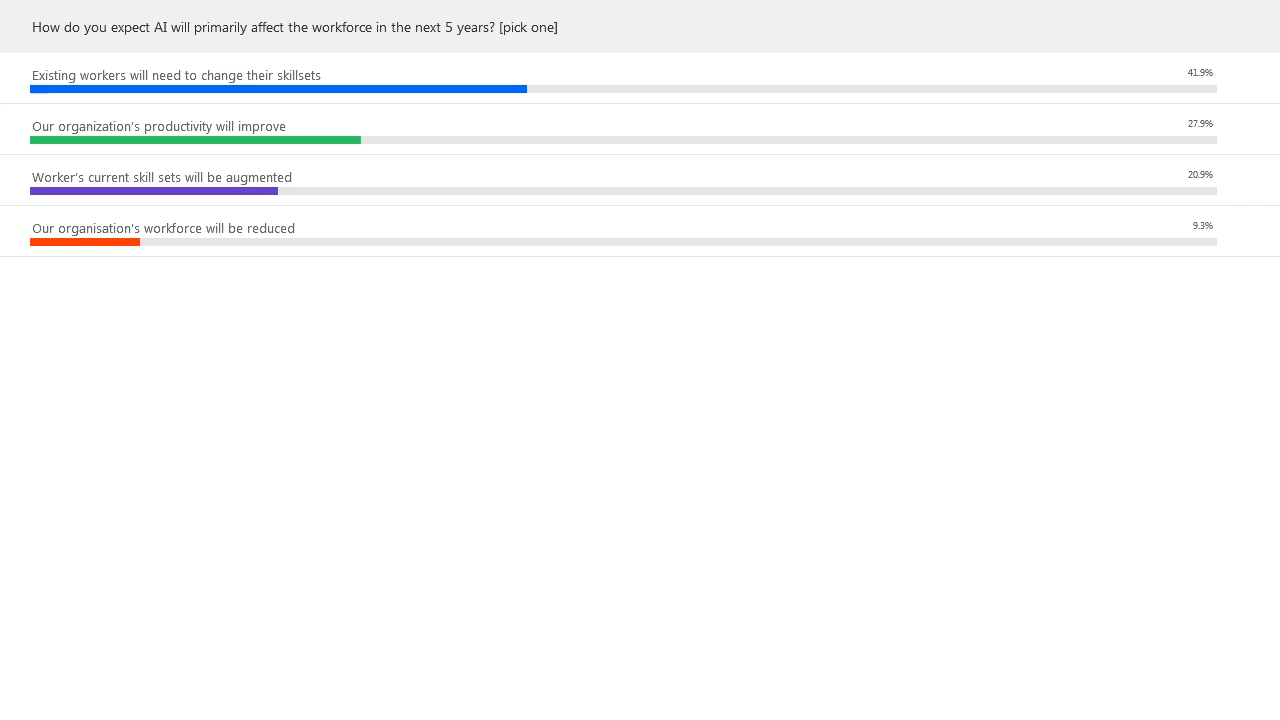 How do you expect AI will primarily affect the workforce in the next 5 years? [pick one]
Existing workers will need to change their skillsets
41.9%
Our organization's productivity will improve
27.9%
Worker's current skill sets will be augmented
20.9%
Our organisation's workforce will be reduced
9.3%